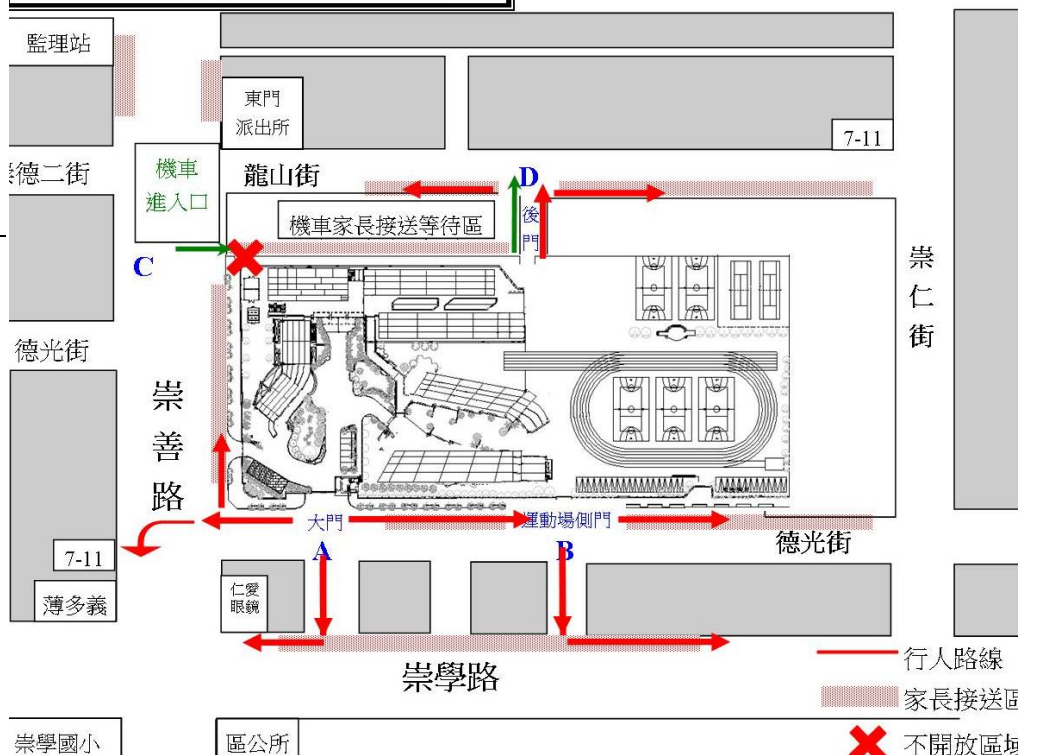 監理站
東門
派出所
7-11
德二街
機車
進入口
龍山街
D
後
門
機車家長接送等待區
C
崇
仁
街
德光街
崇
善
路
大門
A
運動場側門
B
德光街
7-11
薄多義
仁愛
眼鏡
崇學路
行人路線
家長接送區
不開放區域
崇學國小
區公所